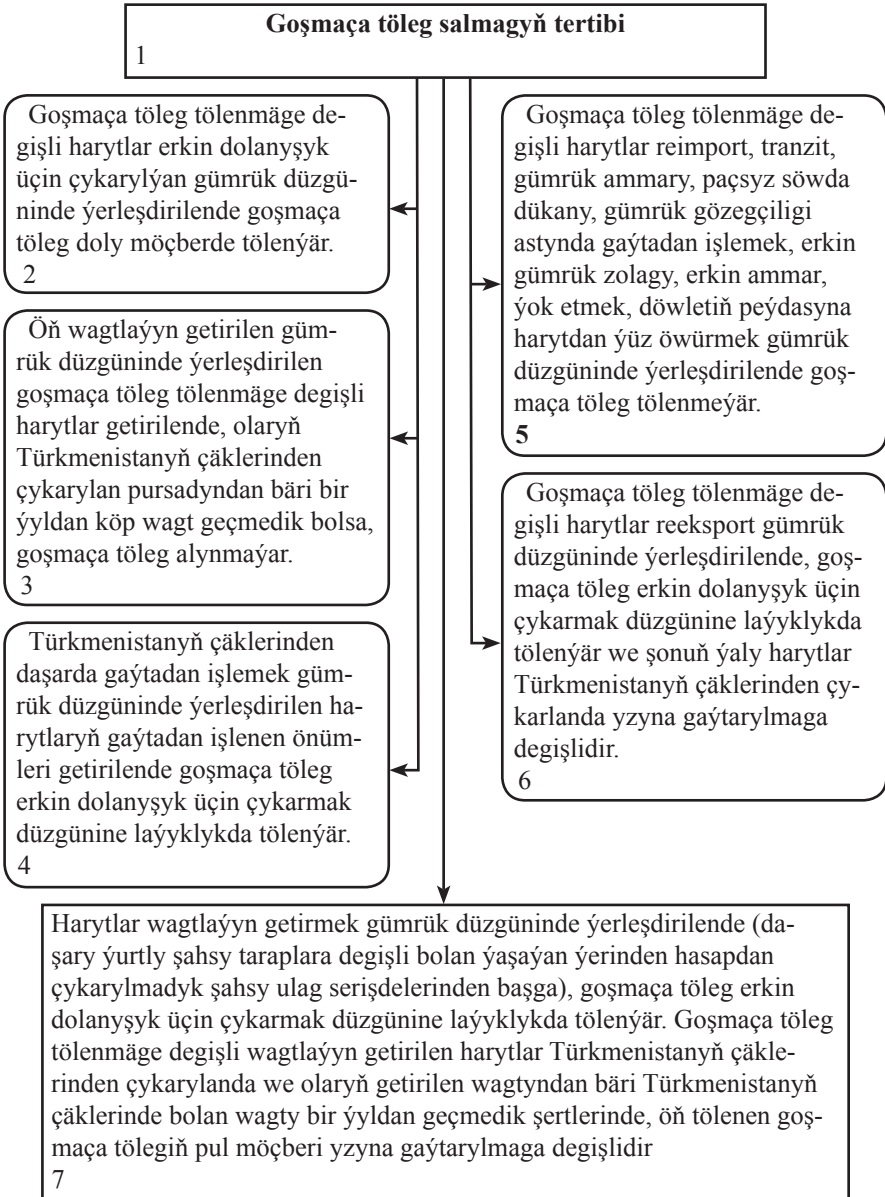 Goşmaça töleg salmagyň tertibi
1
Goşmaça töleg tölenmäge de-
gişli harytlar erkin dolanyşyk
üçin çykarylýan gümrük düzgü-
ninde ýerleşdirilende goşmaça
töleg doly möçberde tölenýär.
2
Öň wagtlaýyn getirilen güm-
rük düzgüninde ýerleşdirilen
goşmaça töleg tölenmäge degişli
harytlar getirilende, olaryň
Türkmenistanyň çäklerinden
çykarylan pursadyndan bäri bir
ýyldan köp wagt geçmedik bolsa,
goşmaça töleg alynmaýar.
3
Türkmenistanyň çäklerinden
daşarda gaýtadan işlemek güm-
rük düzgüninde ýerleşdirilen ha-
rytlaryň gaýtadan işlenen önüm-
leri getirilende goşmaça töleg
erkin dolanyşyk üçin çykarmak
düzgünine laýyklykda tölenýär.
4
Goşmaça töleg tölenmäge de-
gişli harytlar reimport, tranzit,
gümrük ammary, paçsyz söwda
dükany, gümrük gözegçiligi
astynda gaýtadan işlemek, erkin
gümrük zolagy, erkin ammar,
ýok etmek, döwletiň peýdasyna
harytdan ýüz öwürmek gümrük
düzgüninde ýerleşdirilende goş-
maça töleg tölenmeýär.
5
Goşmaça töleg tölenmäge de-
gişli harytlar reeksport gümrük
düzgüninde ýerleşdirilende, goş-
maça töleg erkin dolanyşyk üçin
çykarmak düzgünine laýyklykda
tölenýär we şonuň ýaly harytlar
Türkmenistanyň çäklerinden çy-
karlanda yzyna gaýtarylmaga
degişlidir.
6
Harytlar wagtlaýyn getirmek gümrük düzgüninde ýerleşdirilende (da-
şary ýurtly şahsy taraplara degişli bolan ýaşaýan ýerinden hasapdan
çykarylmadyk şahsy ulag serişdelerinden başga), goşmaça töleg erkin
dolanyşyk üçin çykarmak düzgünine laýyklykda tölenýär. Goşmaça töleg
tölenmäge degişli wagtlaýyn getirilen harytlar Türkmenistanyň çäkle-
rinden çykarylanda we olaryň getirilen wagtyndan bäri Türkmenistanyň
çäklerinde bolan wagty bir ýyldan geçmedik şertlerinde, öň tölenen goş-
maça tölegiň pul möçberi yzyna gaýtarylmaga degişlidir
7